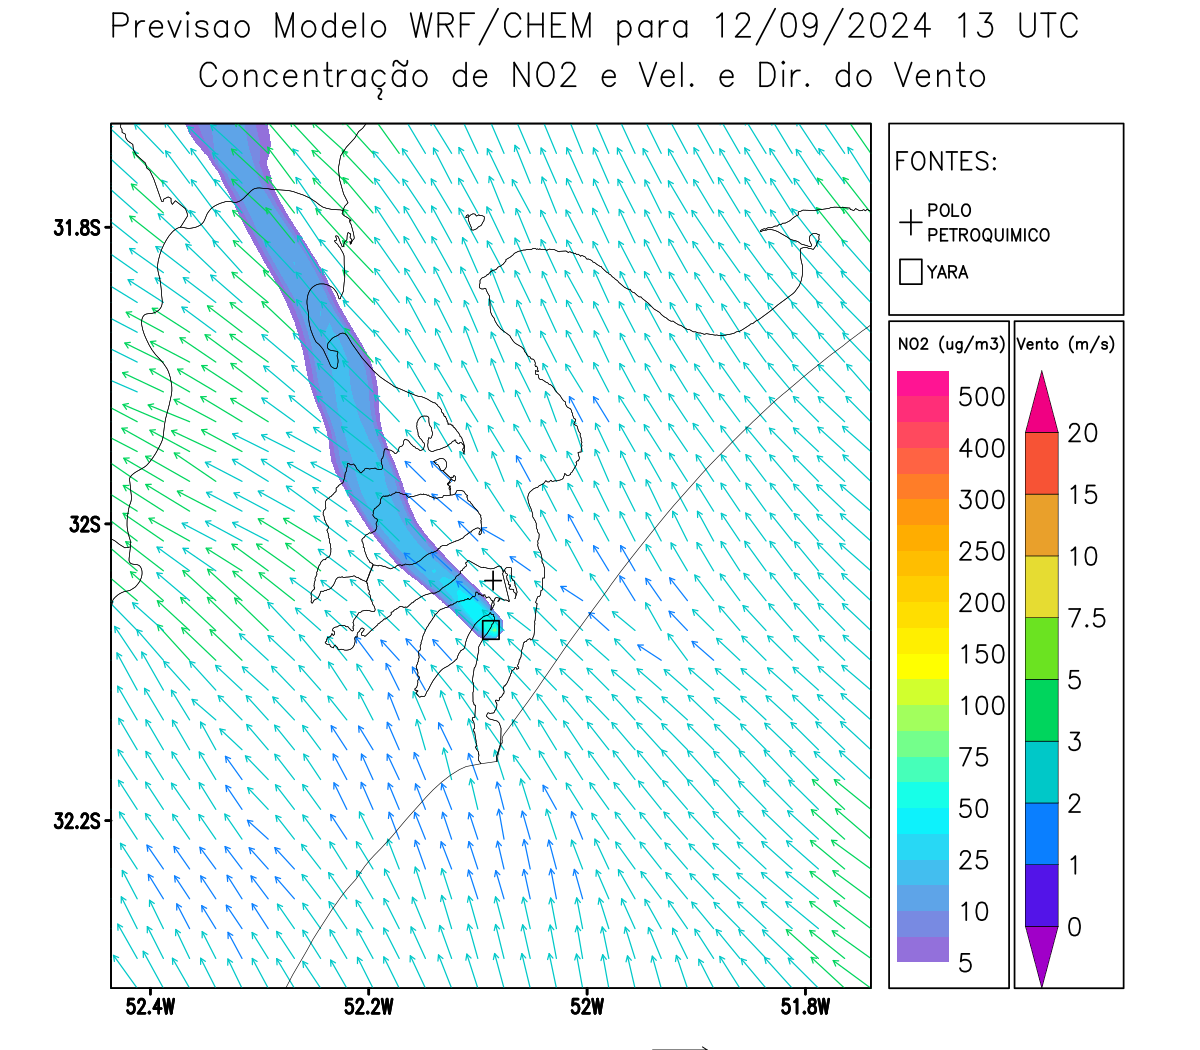 Previsao Modelo WRF/CHEM para 12/09/2024 13 UTC
Concentração de NO2 e Vel. e Dir. do Vento
FONTES:
POLO
PETROQUIMICO
YARA
NO2 (ug/m3)
500
400
300
250
200
150
100
75
50
25
10
5
Vento (m/s)
20
15
10
7.5
5
3
2
1
0
31.8S
32S
32.2S
52.4W
52.2W
52W
51.8W